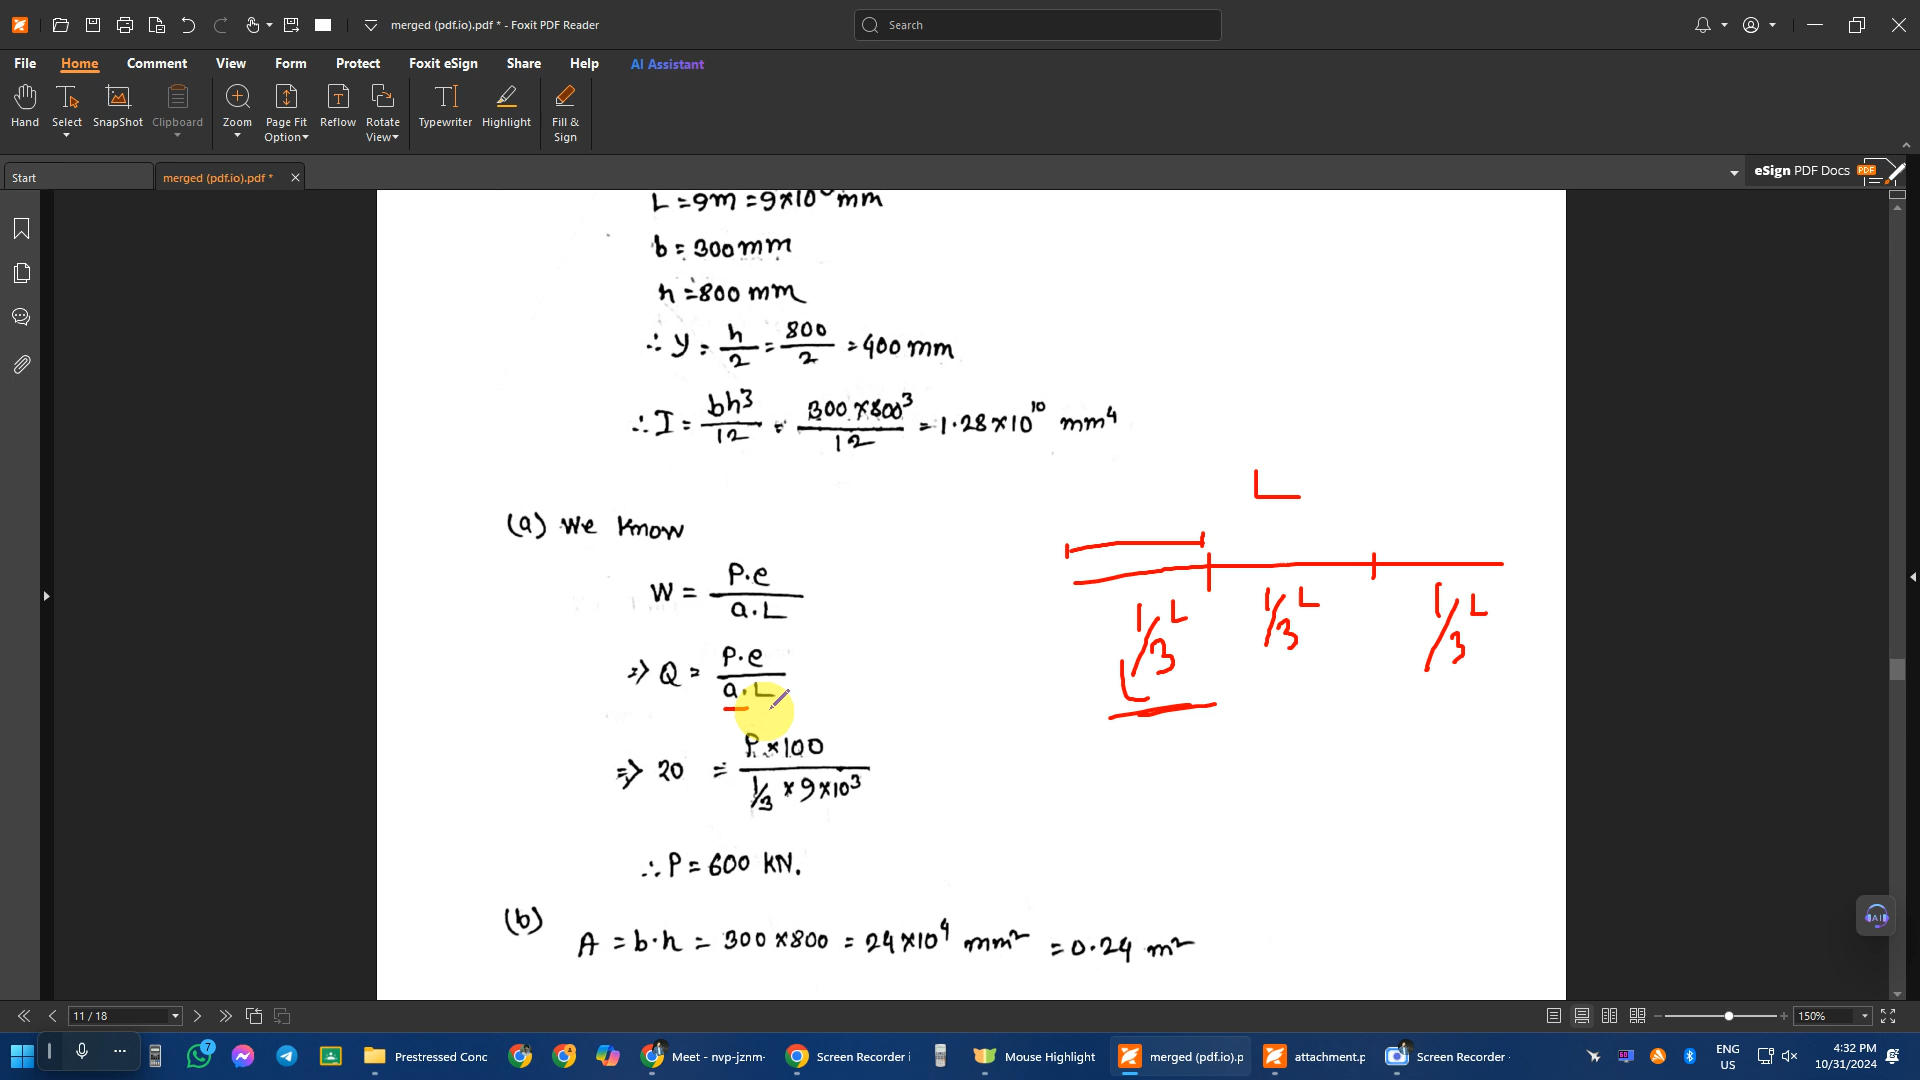 merged (pdf.io).pdf * - Foxit PDF Reader
Search
File Home Comment View Form Protect Foxit eSign Share Help AI Assistant
Hand Select SnapShot Clipboard Zoom Page Fit Option Reflow Rotate View Typewriter Highlight Fill & Sign
Start merged (pdf.io).pdf *
eSign PDF Docs PDF
L = 9m = 9×10 mm
b = 300 mm
h = 800 mm
∴ y = h/2 = 800/2 = 400 mm
∴ I = bh³/12 = 300×800³/12 = 1.28×10¹⁰ mm⁴
L
(a) We know
W = P.e/a.L
1/3 L 1/3 L 1/3 L
⇒ Q = P.e/a.L
L
⇒ 20 = P×100 / 1/3 × 9×10³
∴ P = 600 KN.
(b)
A = b.h = 300×800 = 24×10⁴ mm² = 0.24 m²
AI
11 / 18
150%
7
Prestressed Conc
Meet - nvp-jznm-
Screen Recorder i
Mouse Highlight
merged (pdf.io).p
attachment.p
Screen Recorder
ENG
US
4:32 PM
10/31/2024